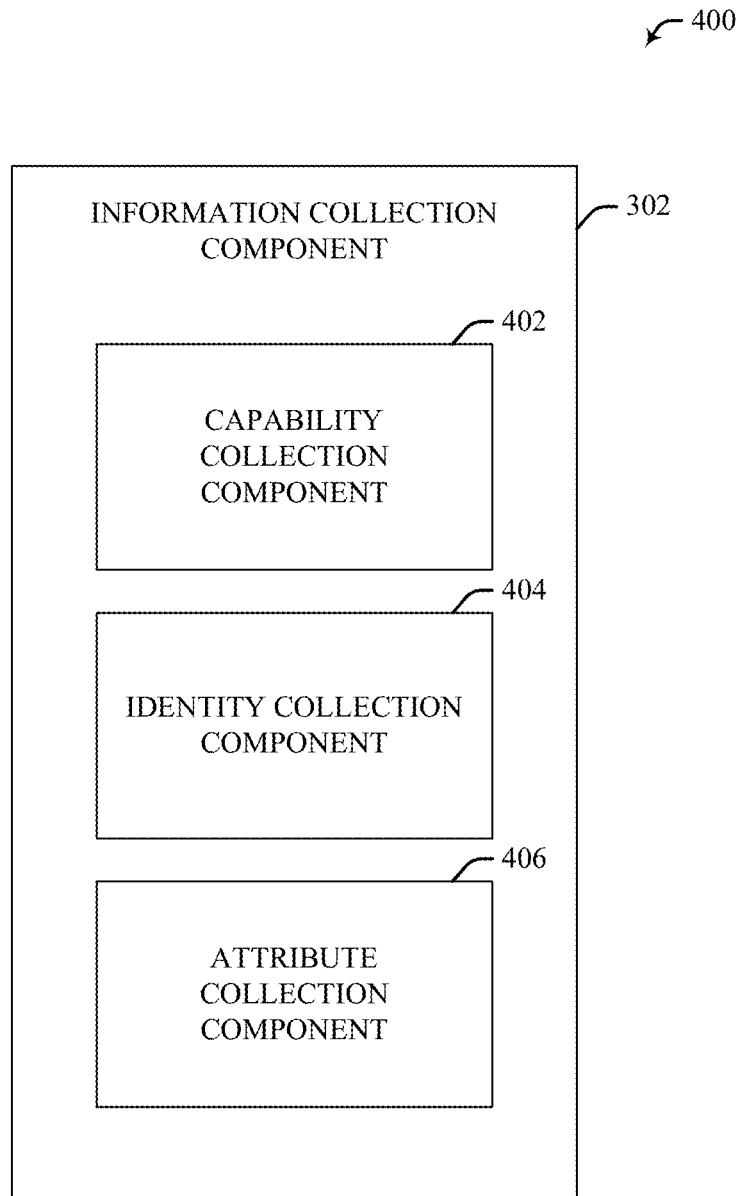 400
INFORMATION COLLECTION
COMPONENT
302
402
CAPABILITY
COLLECTION
COMPONENT
404
IDENTITY COLLECTION
COMPONENT
406
ATTRIBUTE
COLLECTION
COMPONENT